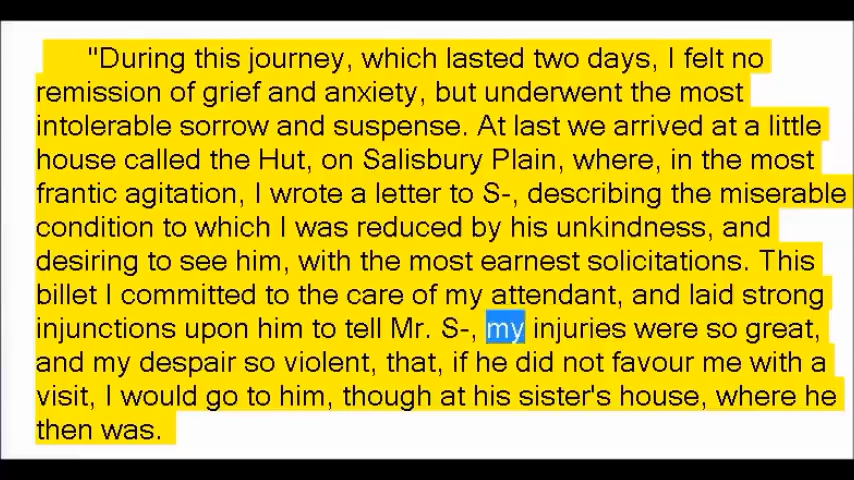 "During this journey, which lasted two days, I felt no
remission of grief and anxiety, but underwent the most
intolerable sorrow and suspense. At last we arrived at a little
house called the Hut, on Salisbury Plain, where, in the most
frantic agitation, I wrote a letter to S-, describing the miserable
condition to which I was reduced by his unkindness, and
desiring to see him, with the most earnest solicitations. This
billet I committed to the care of my attendant, and laid strong
injunctions upon him to tell Mr. S-, my injuries were so great,
and my despair so violent, that, if he did not favour me with a
visit, I would go to him, though at his sister's house, where he
then was.